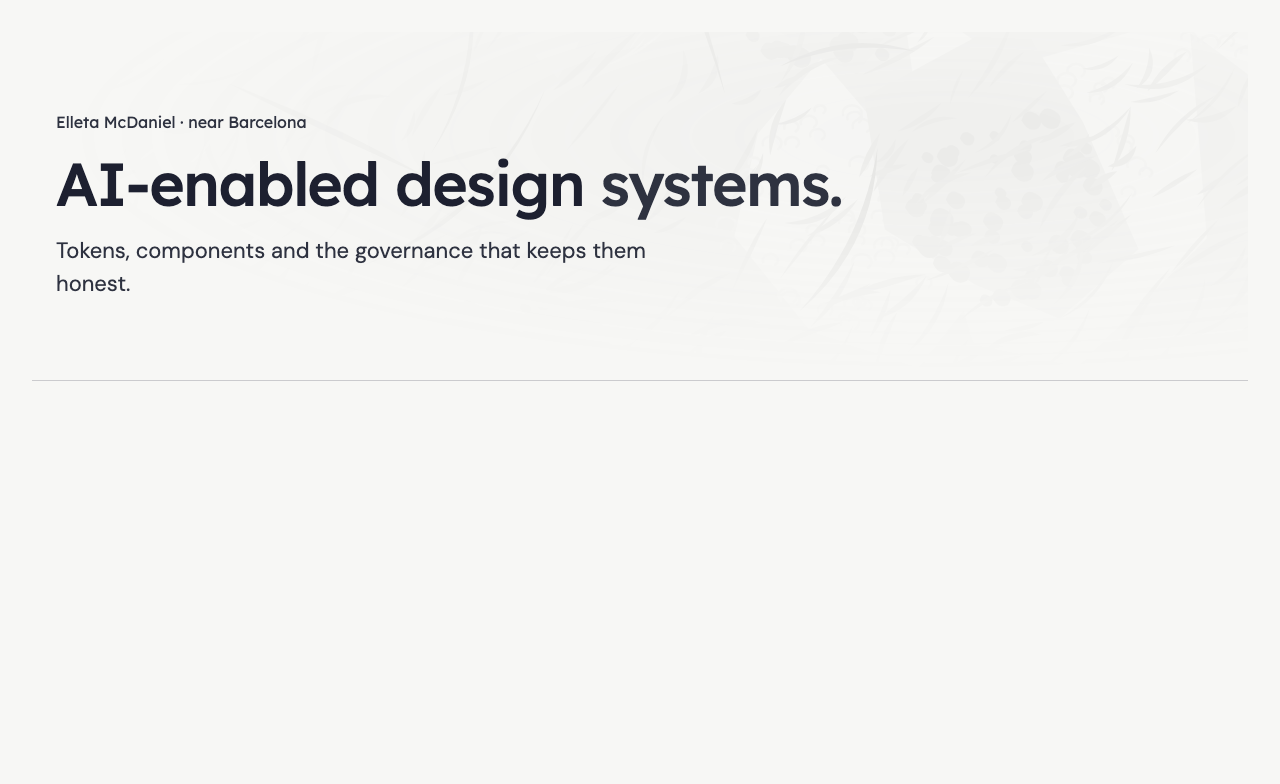 Elleta McDaniel · near Barcelona
AI-enabled design systems.
Tokens, components and the governance that keeps them
honest.